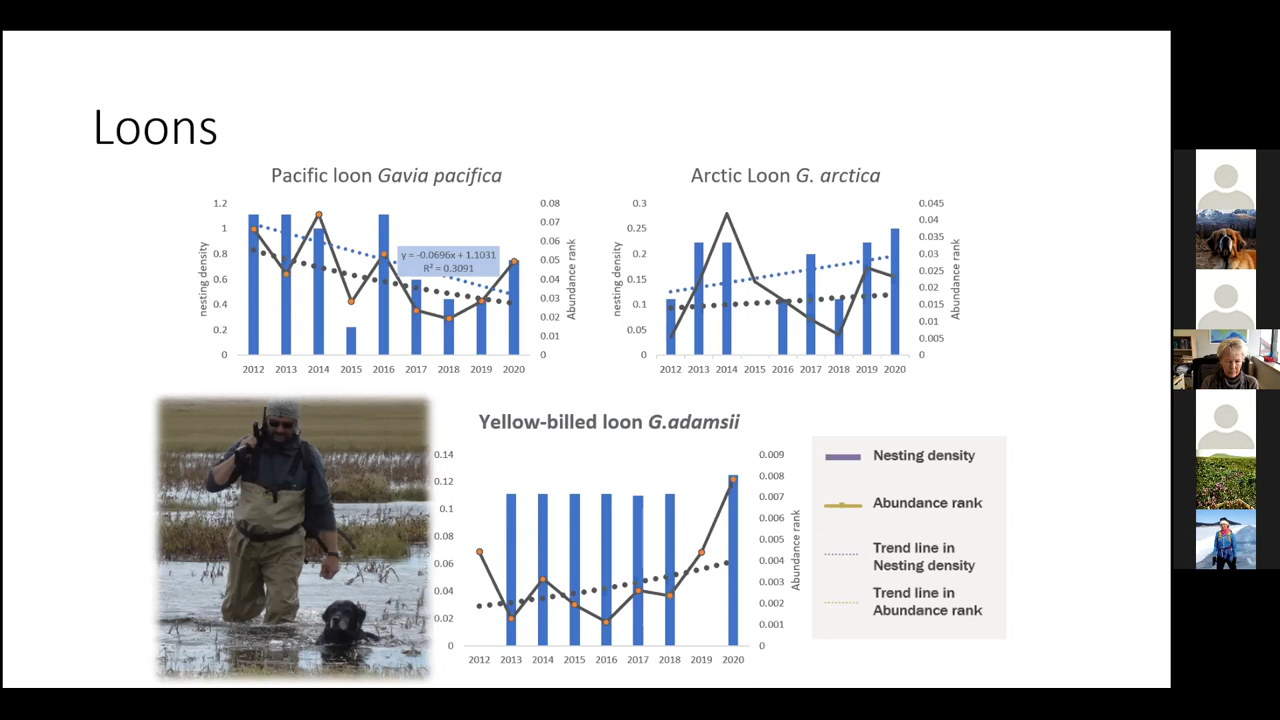 Loons
Pacific loon Gavia pacifica
1.2
1
0.8
0.6
0.4
0.2
0
nesting density
0.08
0.07
0.06
0.05
0.04
0.03
0.02
0.01
0
Abundance rank
y = -0.0696x + 1.1031
R² = 0.3091
2012 2013 2014 2015 2016 2017 2018 2019 2020
Arctic Loon G. arctica
0.3
0.25
0.2
0.15
0.1
0.05
0
nesting density
0.045
0.04
0.035
0.03
0.025
0.02
0.015
0.01
0.005
0
Abundance rank
2012 2013 2014 2015 2016 2017 2018 2019 2020
Yellow-billed loon G.adamsii
0.14
0.12
0.1
0.08
0.06
0.04
0.02
0
0.009
0.008
0.007
0.006
0.005
0.004
0.003
0.002
0.001
0
Abundance rank
2012 2013 2014 2015 2016 2017 2018 2019 2020
Nesting density
Abundance rank
Trend line in
Nesting density
Trend line in
Abundance rank